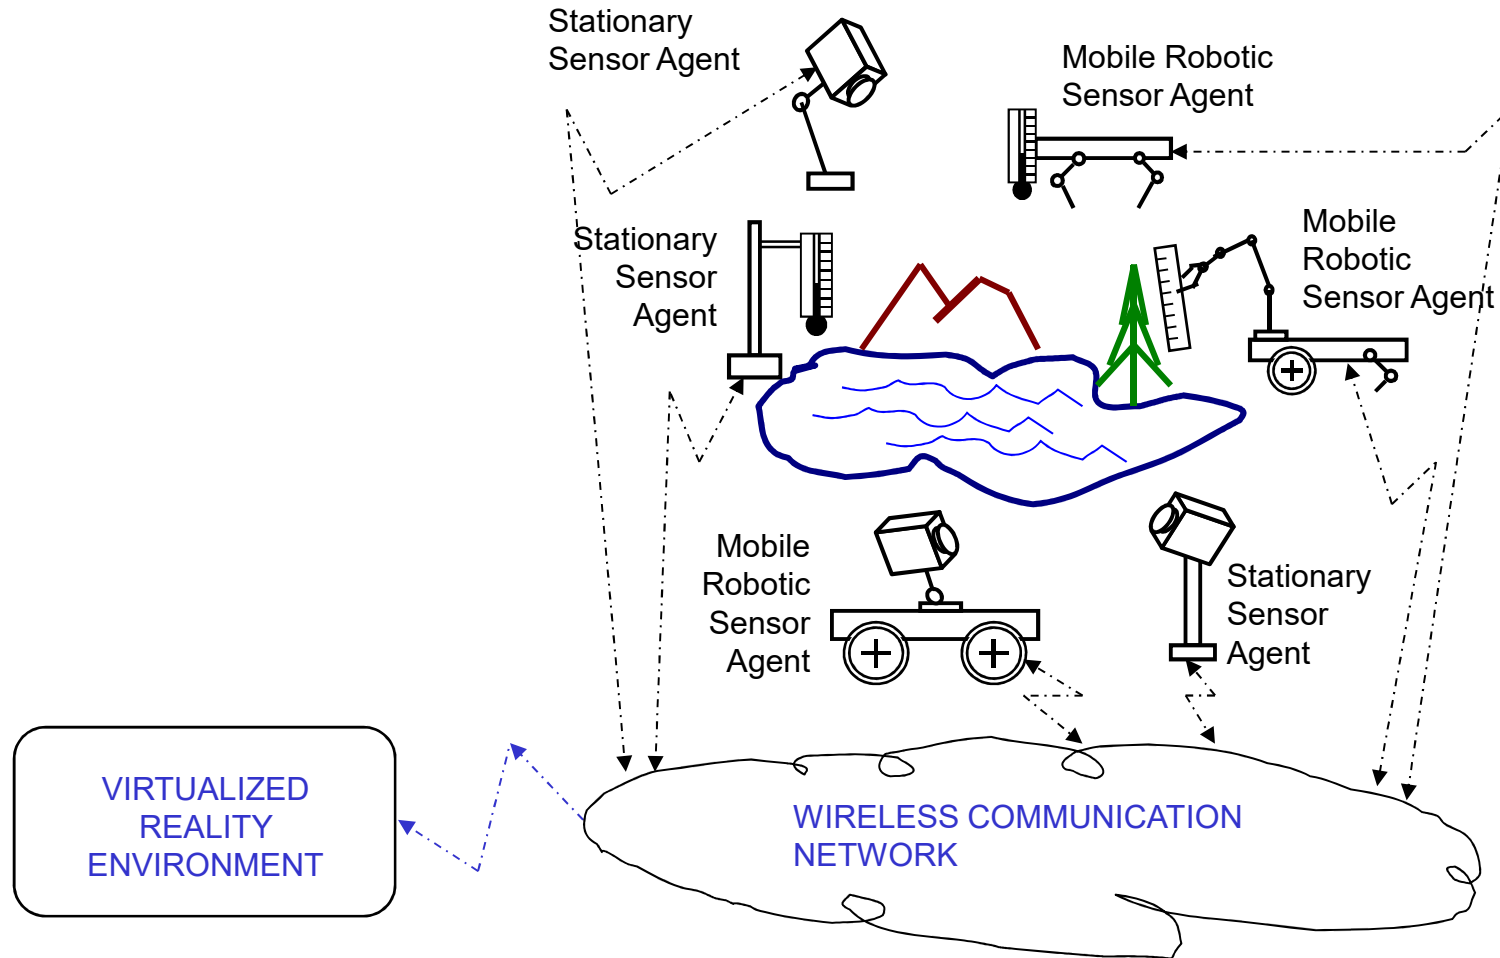 Stationary
Sensor Agent
Mobile Robotic
Sensor Agent
Stationary
Sensor
Agent
Mobile
Robotic
Sensor Agent
Mobile
Robotic
Sensor
Agent
Stationary
Sensor
Agent
VIRTUALIZED
REALITY
ENVIRONMENT
WIRELESS COMMUNICATION
NETWORK